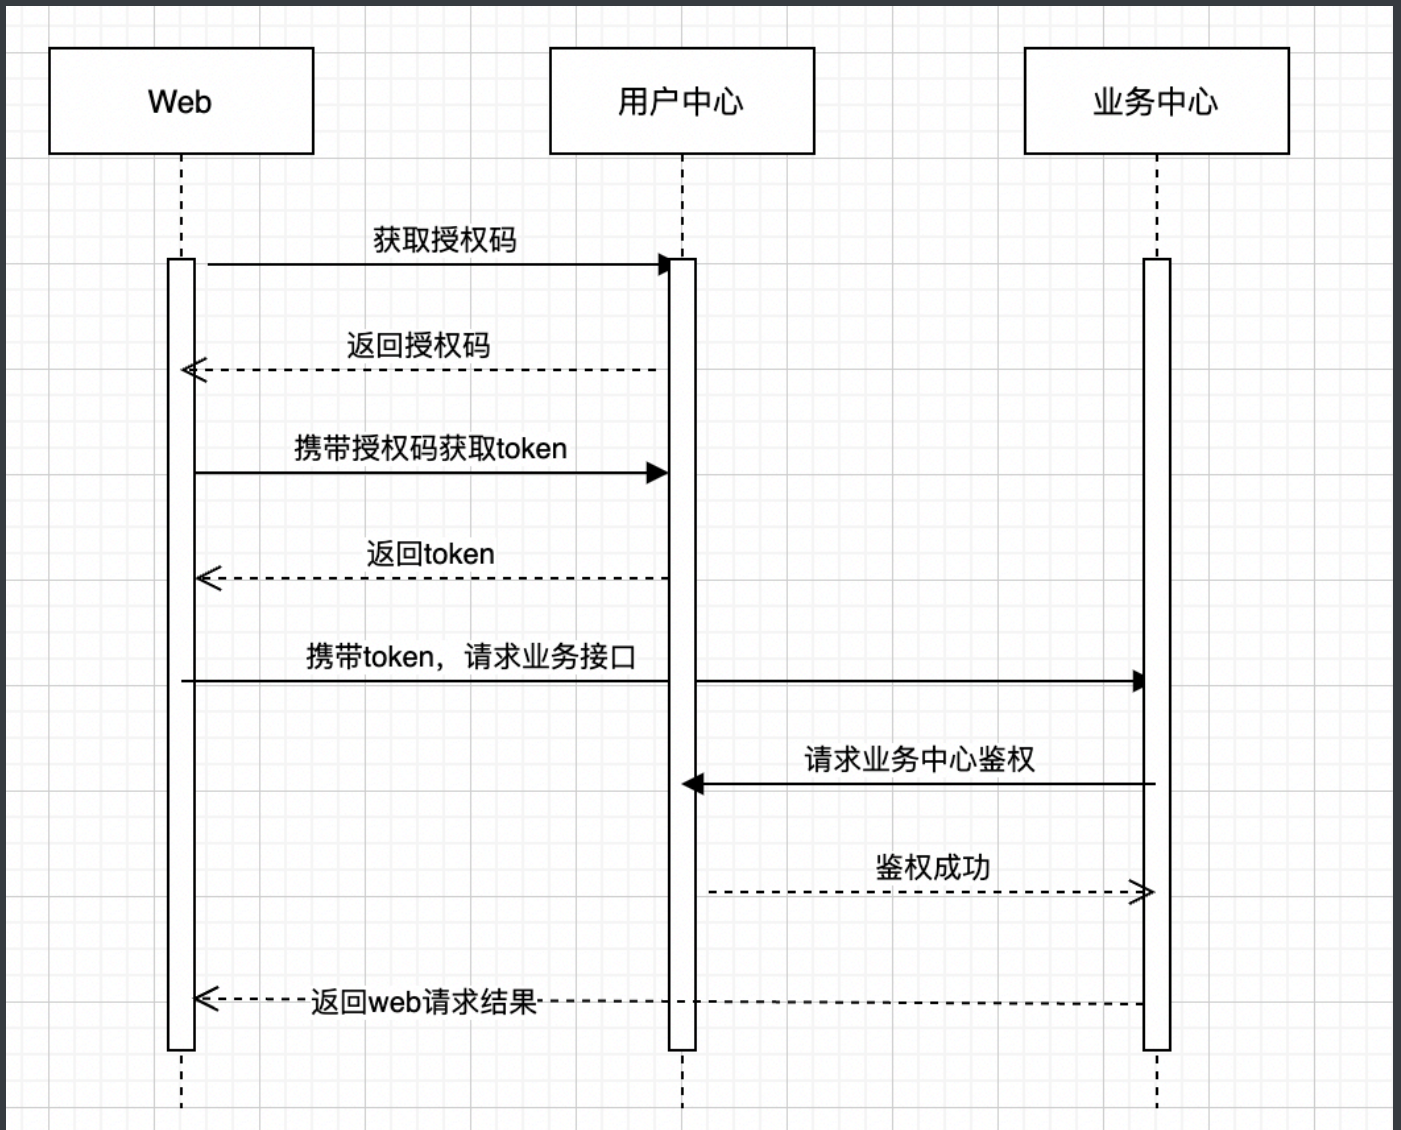 Web
用户中心
业务中心
获取授权码
返回授权码
携带授权码获取token
返回token
携带token，请求业务接口
请求业务中心鉴权
鉴权成功
返回web请求结果